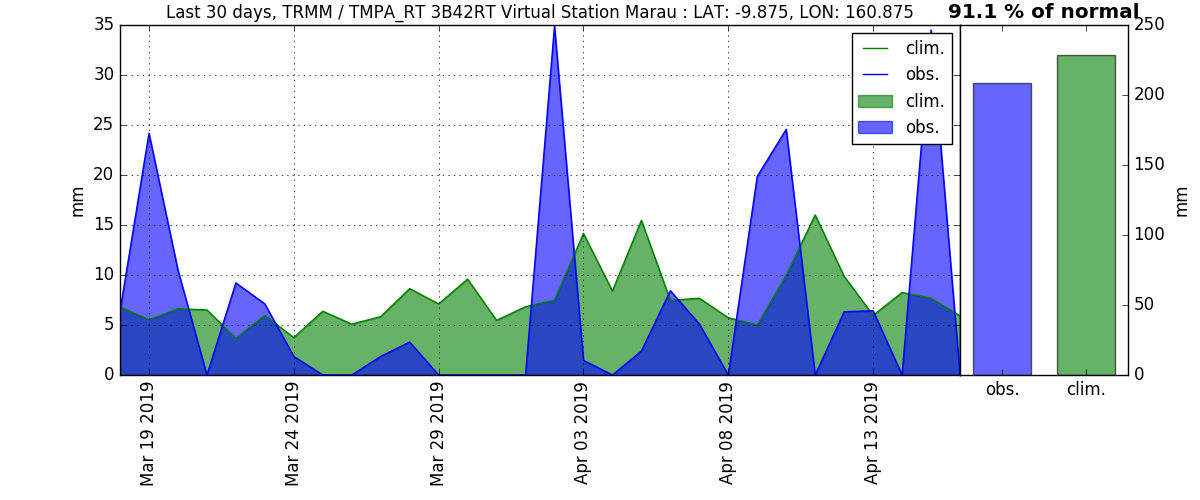 Last 30 days, TRMM / TMPA_RT 3B42RT Virtual Station Marau : LAT: -9.875, LON: 160.875
91.1 % of normal
35
30
25
20
15
10
5
0
mm
clim.
obs.
clim.
obs.
250
200
150
100
50
0
mm
Mar 19 2019
Mar 24 2019
Mar 29 2019
Apr 03 2019
Apr 08 2019
Apr 13 2019
obs.
clim.